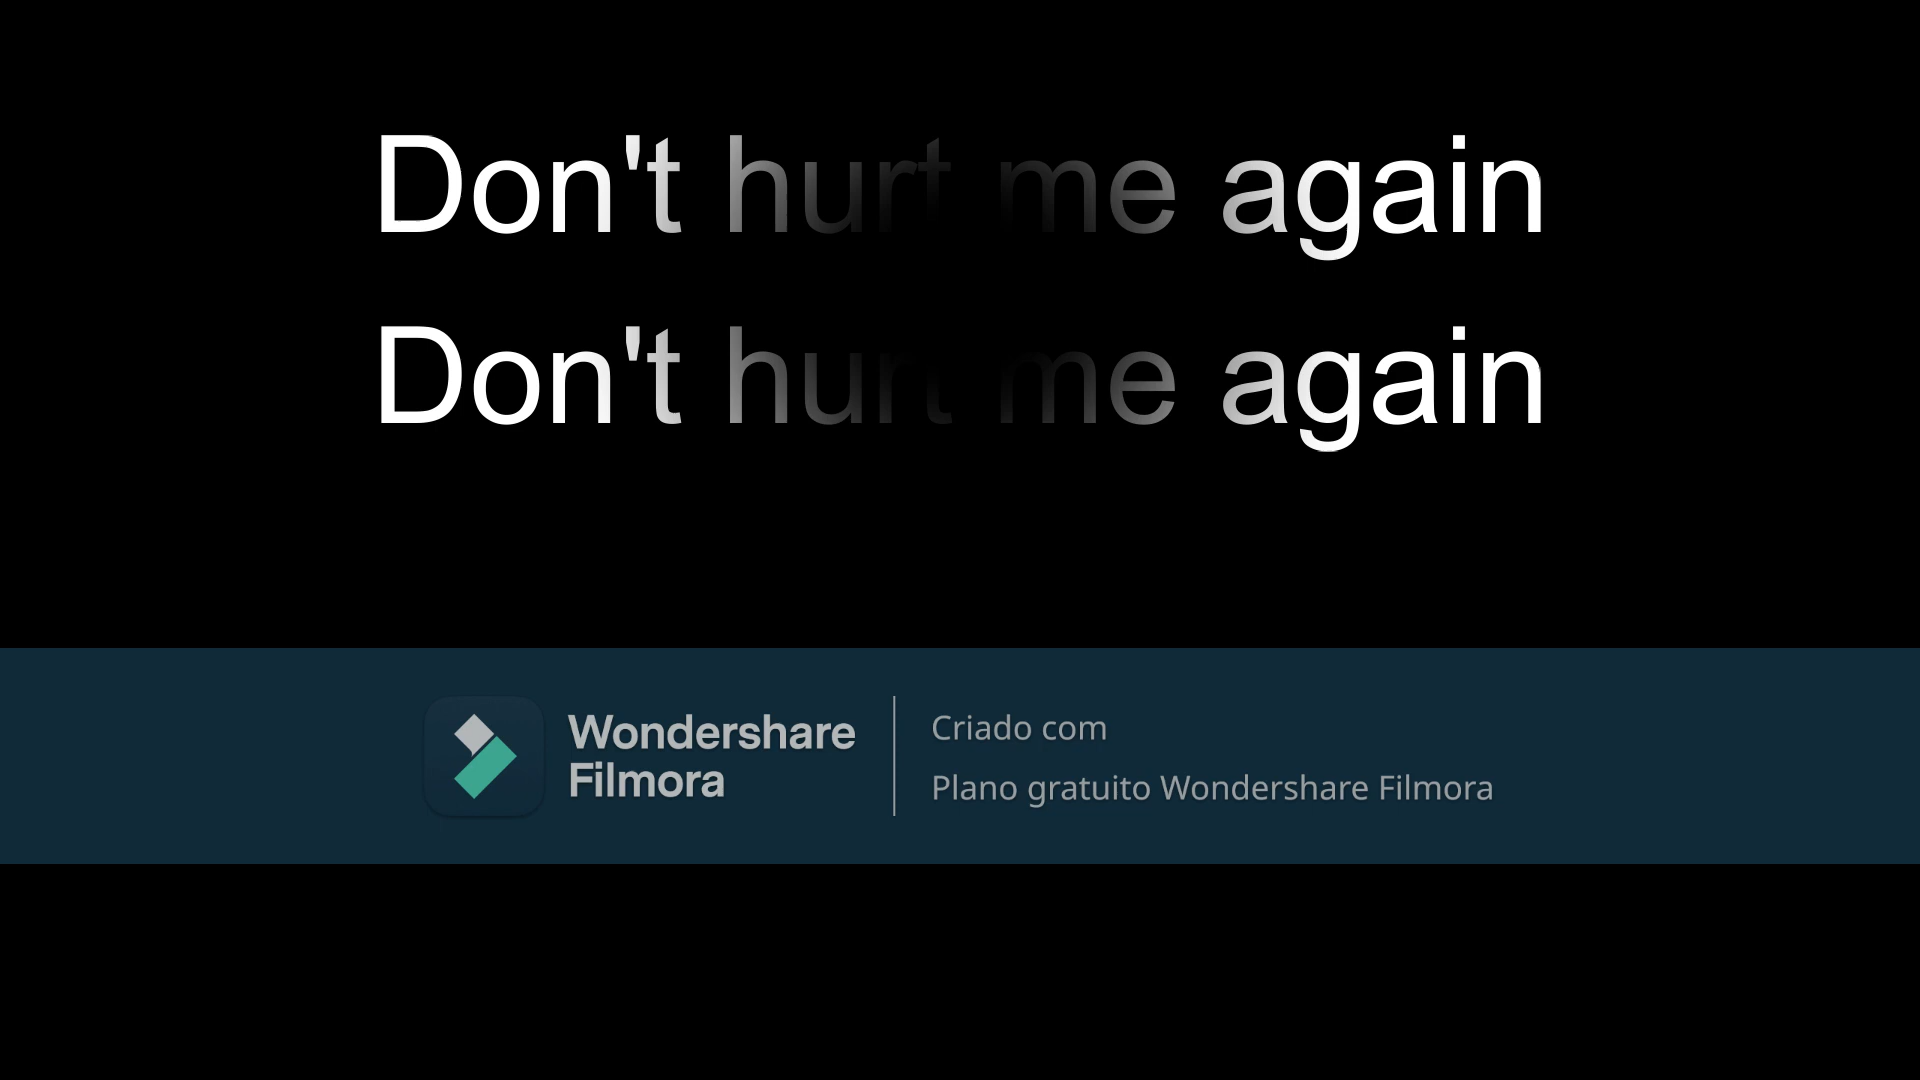 Don't hurt me again
Don't hurt me again
Wondershare
Filmora
Criado com
Plano gratuito Wondershare Filmora